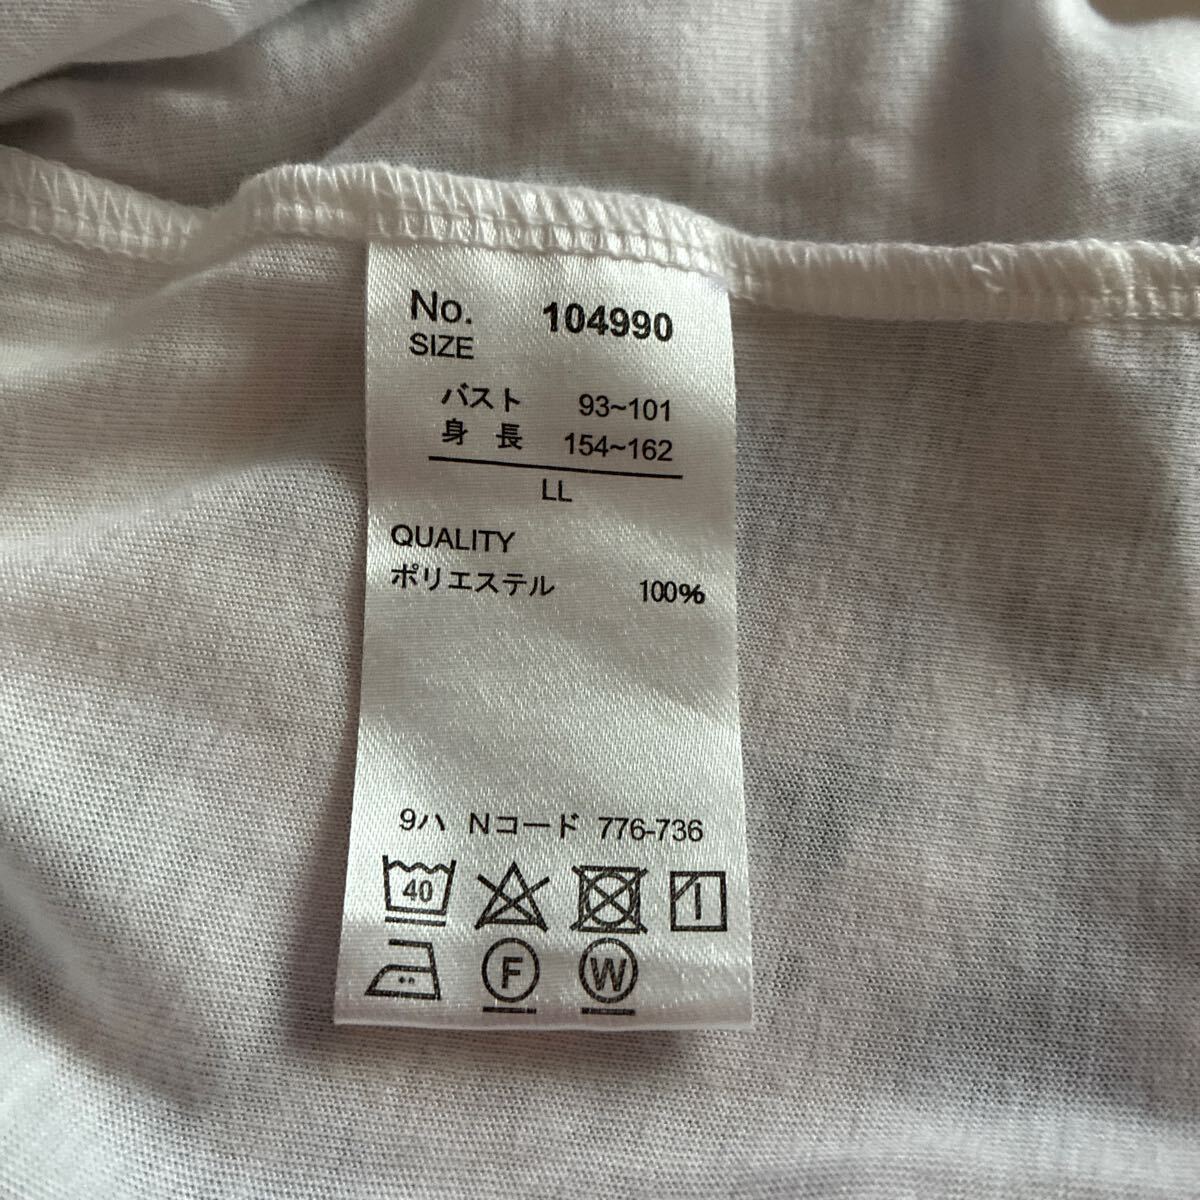 No. 104990
SIZE
バスト 93~101
身 長 154~162
LL
QUALITY
ポリエステル 100%
9ハ Nコード 776-736
40
F W